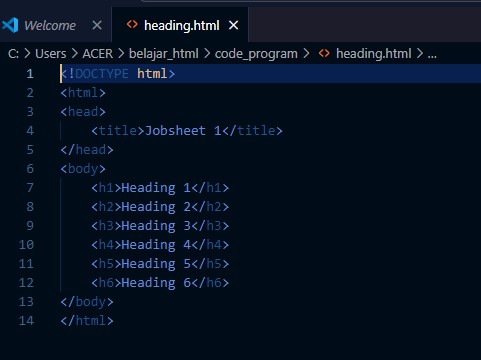 Welcome heading.html
C: > Users > ACER > belajar_html > code_program > heading.html > ...
1 <!DOCTYPE html>
2 <html>
3 <head>
4 <title>Jobsheet 1</title>
5 </head>
6 <body>
7 <h1>Heading 1</h1>
8 <h2>Heading 2</h2>
9 <h3>Heading 3</h3>
10 <h4>Heading 4</h4>
11 <h5>Heading 5</h5>
12 <h6>Heading 6</h6>
13 </body>
14 </html>